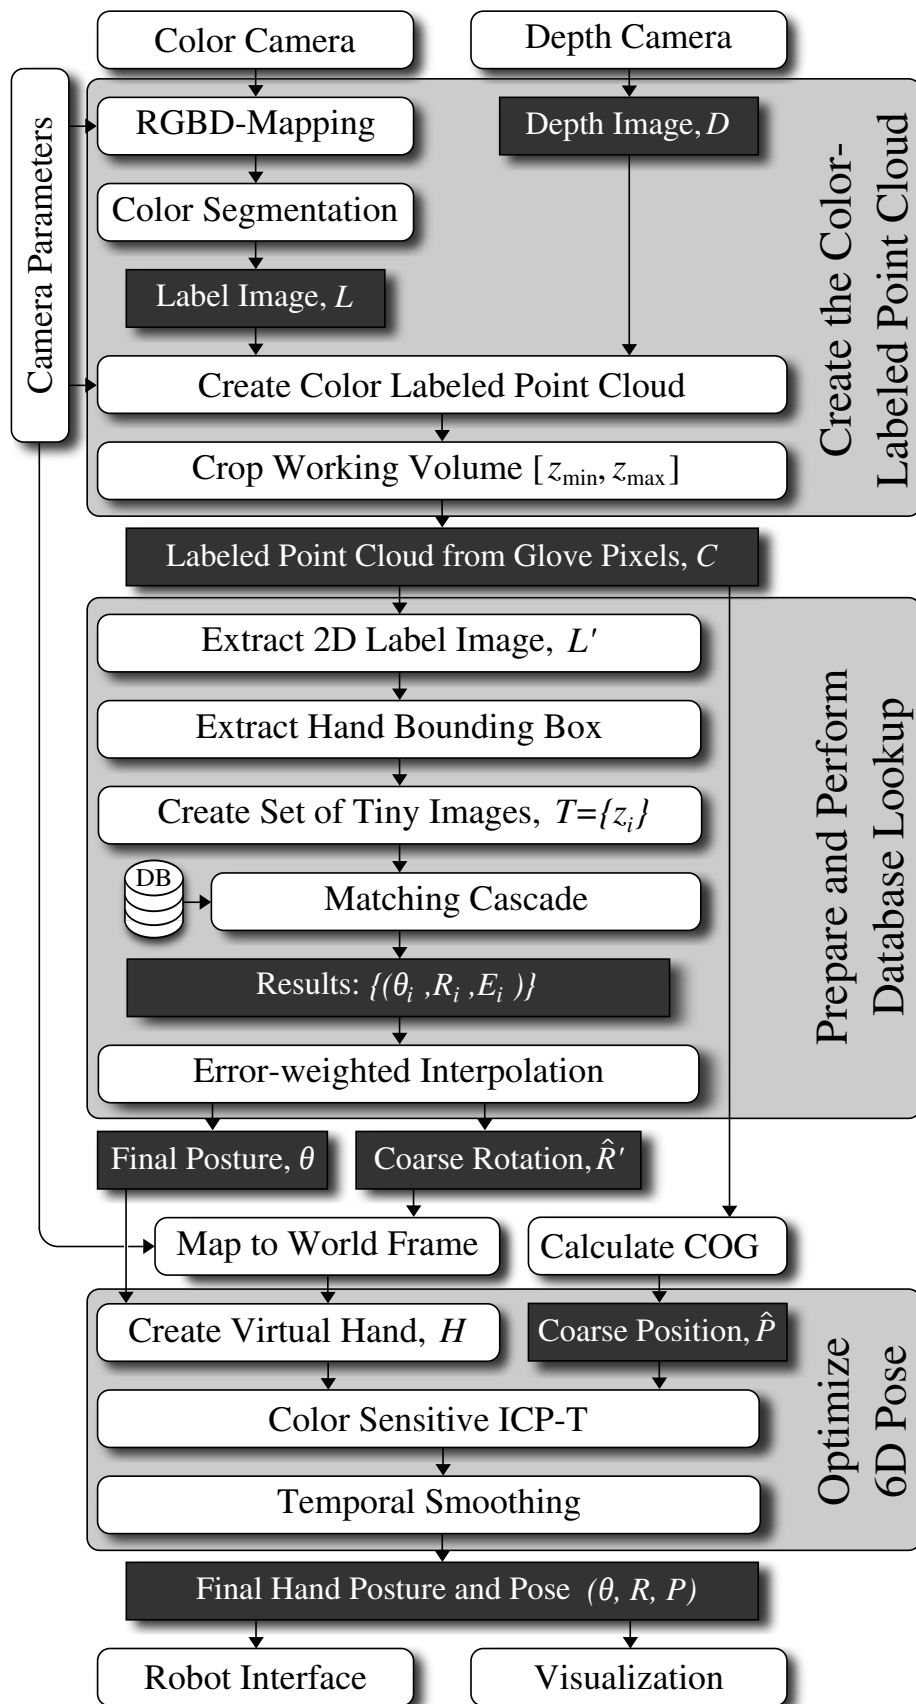 Color Camera
Depth Camera
Camera Parameters
RGBD-Mapping
Depth Image, D
Color Segmentation
Label Image, L
Create Color Labeled Point Cloud
Crop Working Volume [z_min, z_max]
Create the Color-
Labeled Point Cloud
Labeled Point Cloud from Glove Pixels, C
Extract 2D Label Image, L'
Extract Hand Bounding Box
Create Set of Tiny Images, T={z_i}
DB
Matching Cascade
Results: {(θ_i ,R_i ,E_i )}
Error-weighted Interpolation
Prepare and Perform
Database Lookup
Final Posture, θ
Coarse Rotation, R̂'
Map to World Frame
Calculate COG
Create Virtual Hand, H
Coarse Position, P̂
Color Sensitive ICP-T
Temporal Smoothing
Optimize
6D Pose
Final Hand Posture and Pose (θ, R, P)
Robot Interface
Visualization